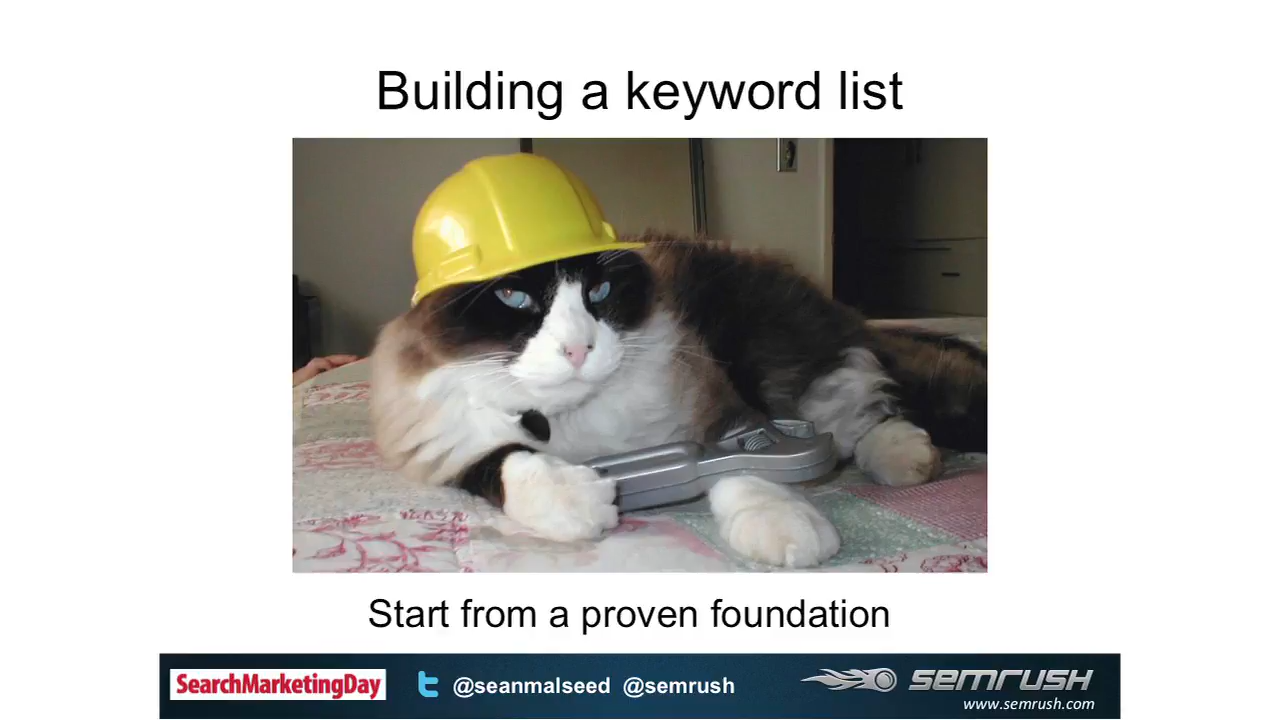 Building a keyword list
Start from a proven foundation
SearchMarketingDay
@seanmalseed @semrush
SEMRUSH
www.semrush.com